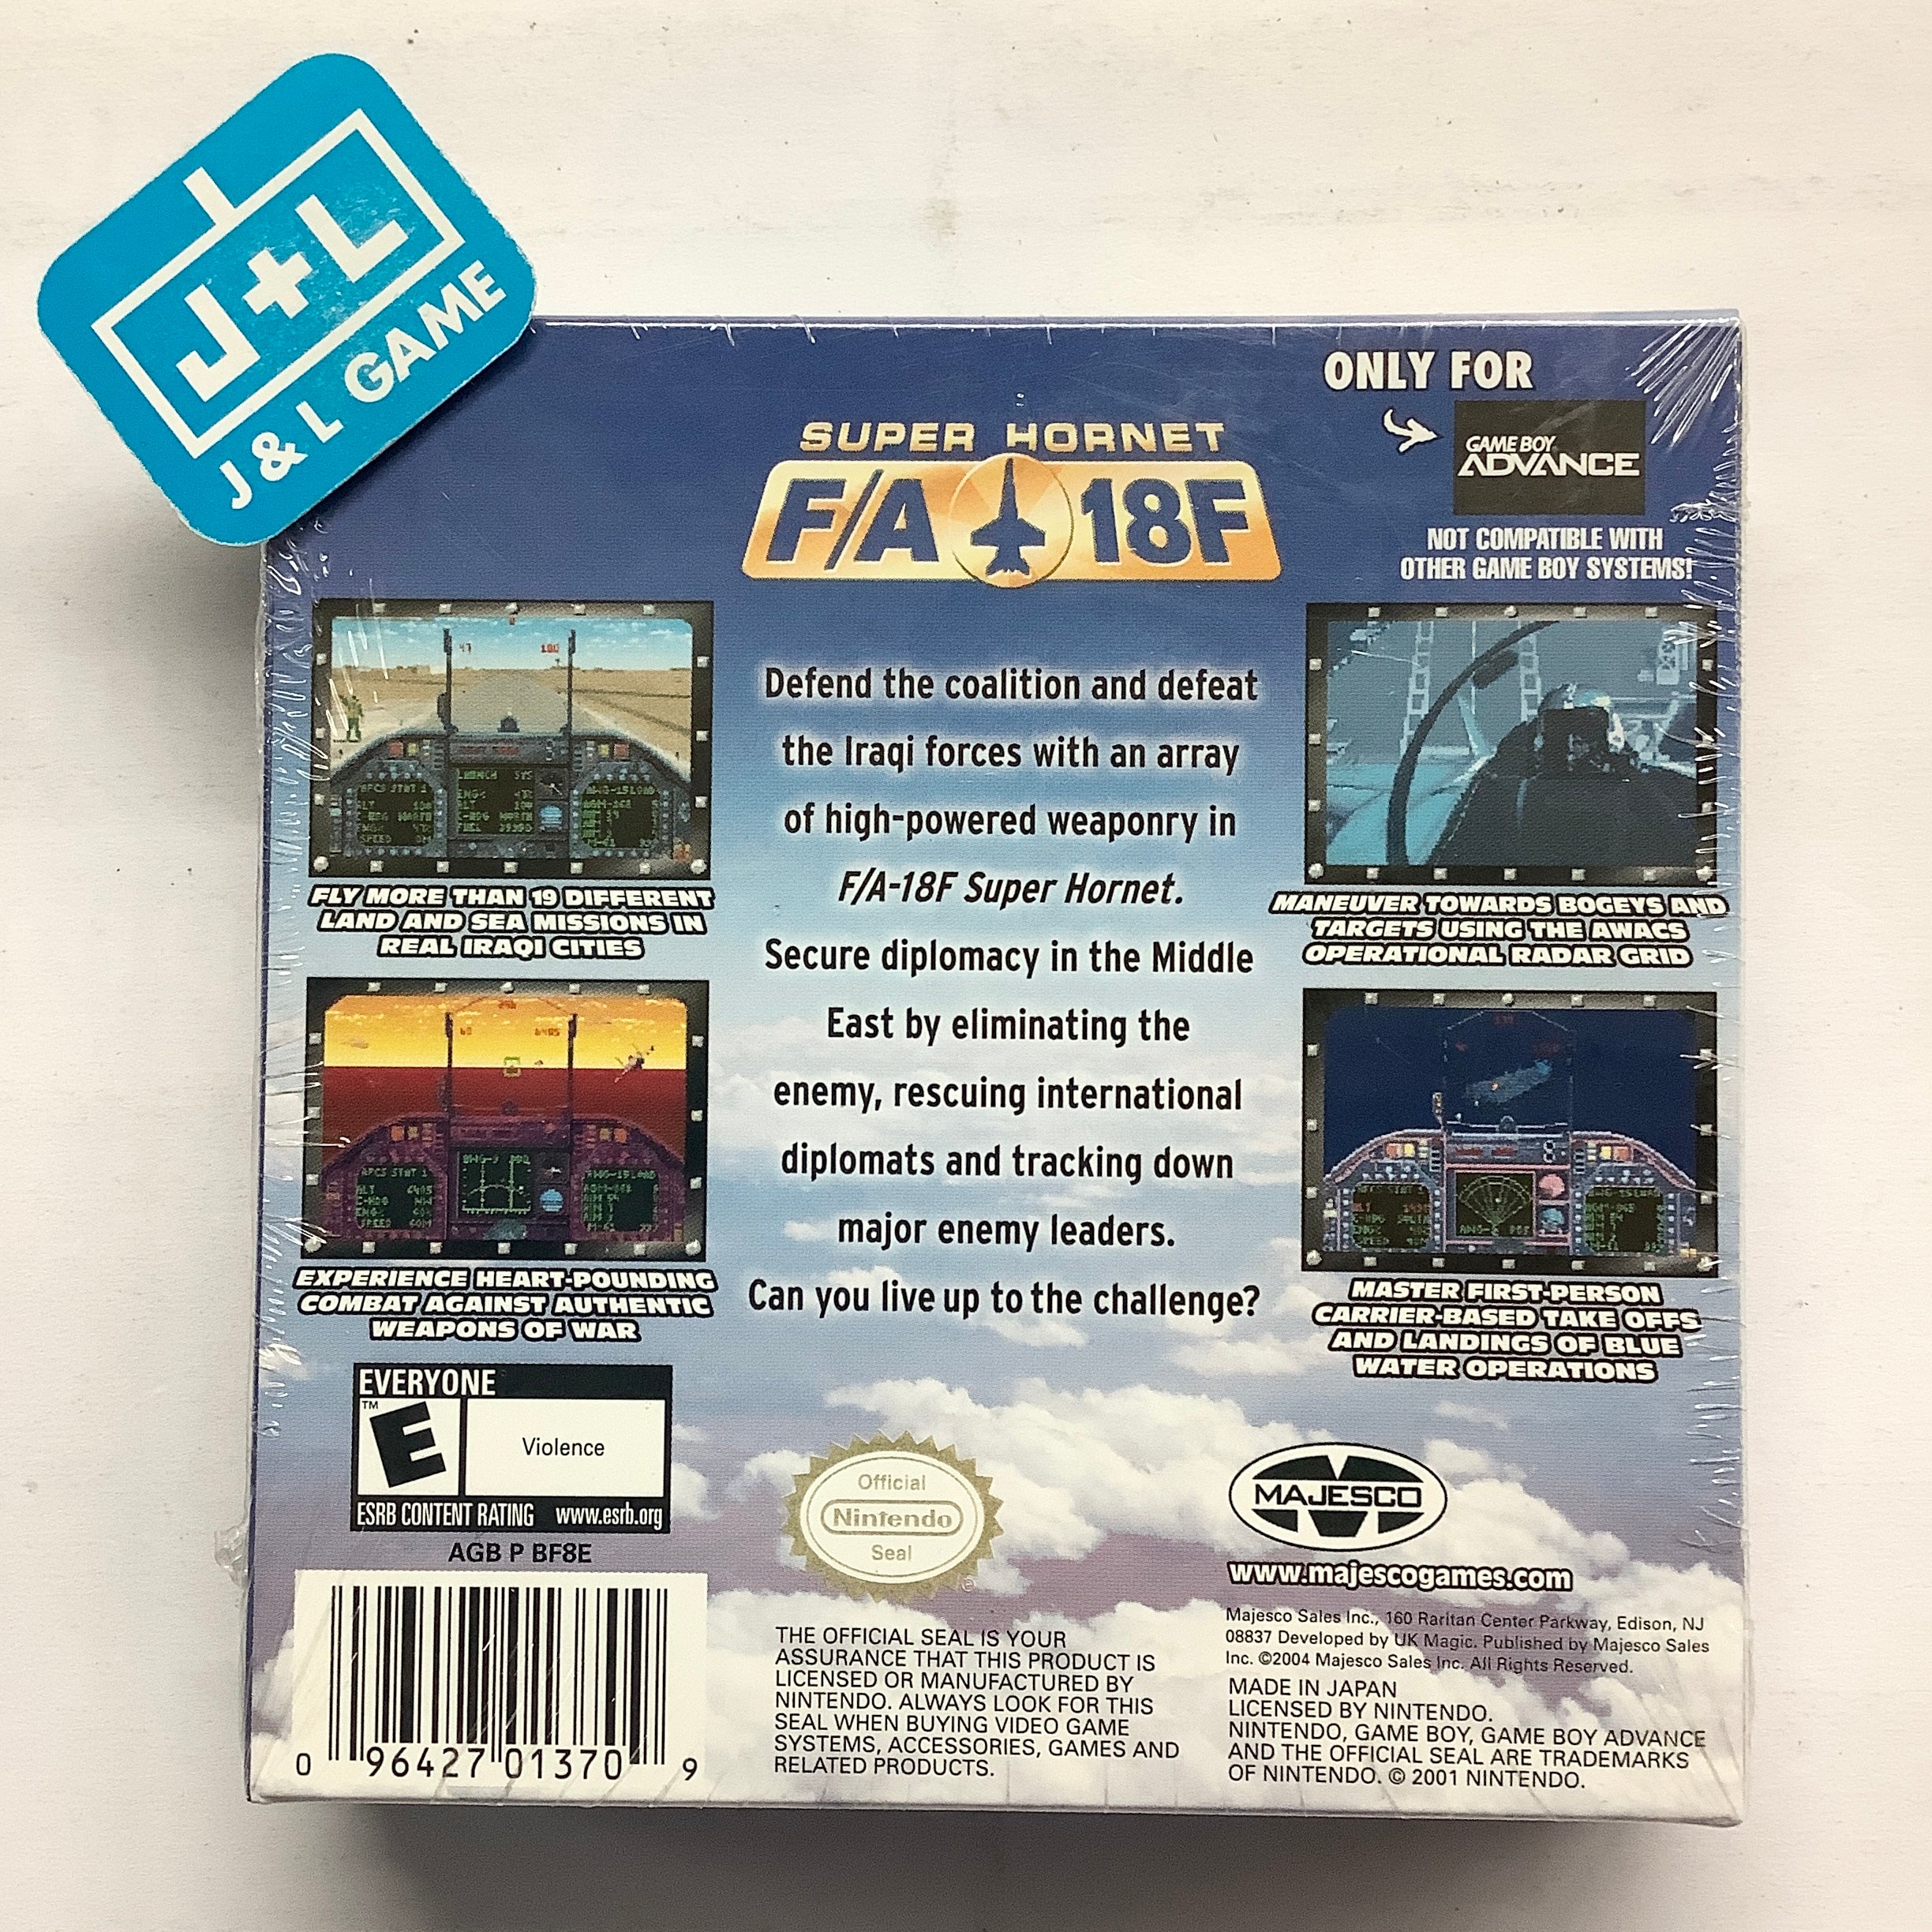 J+L
J & L GAME
ONLY FOR
GAME BOY
ADVANCE
NOT COMPATIBLE WITH
OTHER GAME BOY SYSTEMS!
SUPER HORNET
F/A 18F
Defend the coalition and defeat
the Iraqi forces with an array
of high-powered weaponry in
F/A-18F Super Hornet.
Secure diplomacy in the Middle
East by eliminating the
enemy, rescuing international
diplomats and tracking down
major enemy leaders.
Can you live up to the challenge?
FLY MORE THAN 19 DIFFERENT
LAND AND SEA MISSIONS IN
REAL IRAQI CITIES
EXPERIENCE HEART-POUNDING
COMBAT AGAINST AUTHENTIC
WEAPONS OF WAR
MANEUVER TOWARDS BOGEYS AND
TARGETS USING THE AWACS
OPERATIONAL RADAR GRID
MASTER FIRST-PERSON
CARRIER-BASED TAKE OFFS
AND LANDINGS OF BLUE
WATER OPERATIONS
EVERYONE
TM
E
Violence
ESRB CONTENT RATING www.esrb.org
AGB P BF8E
0 96427 01370 9
Official
Nintendo
Seal
THE OFFICIAL SEAL IS YOUR
ASSURANCE THAT THIS PRODUCT IS
LICENSED OR MANUFACTURED BY
NINTENDO. ALWAYS LOOK FOR THIS
SEAL WHEN BUYING VIDEO GAME
SYSTEMS, ACCESSORIES, GAMES AND
RELATED PRODUCTS.
MAJESCO
www.majescogames.com
Majesco Sales Inc., 160 Raritan Center Parkway, Edison, NJ
08837 Developed by UK Magic. Published by Majesco Sales
Inc. ©2004 Majesco Sales Inc. All Rights Reserved.
MADE IN JAPAN
LICENSED BY NINTENDO.
NINTENDO, GAME BOY, GAME BOY ADVANCE
AND THE OFFICIAL SEAL ARE TRADEMARKS
OF NINTENDO. © 2001 NINTENDO.